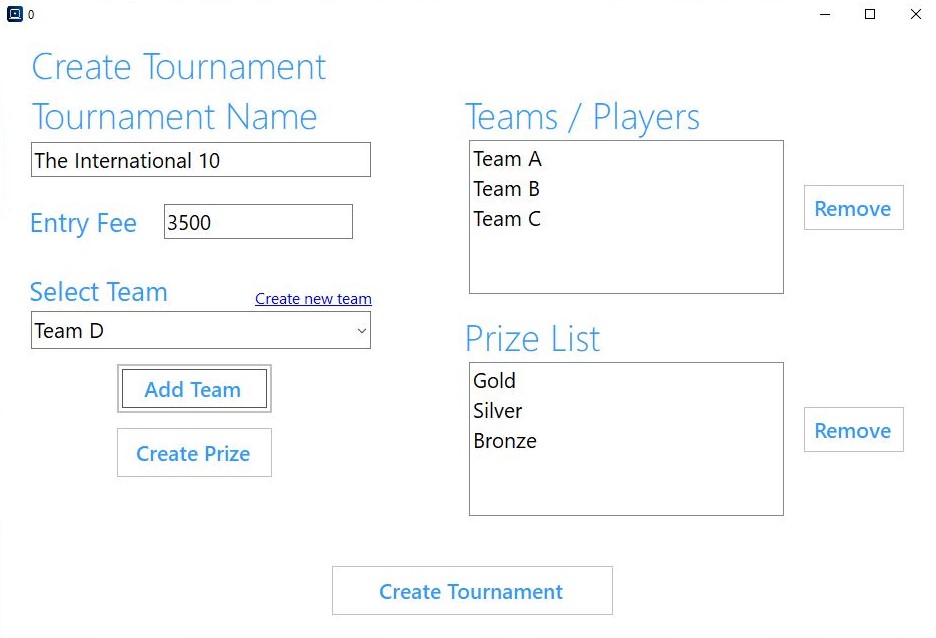 0
Create Tournament
Tournament Name
The International 10
Entry Fee 3500
Select Team Create new team
Team D
Add Team
Create Prize
Teams / Players
Team A
Team B
Team C
Remove
Prize List
Gold
Silver
Bronze
Remove
Create Tournament